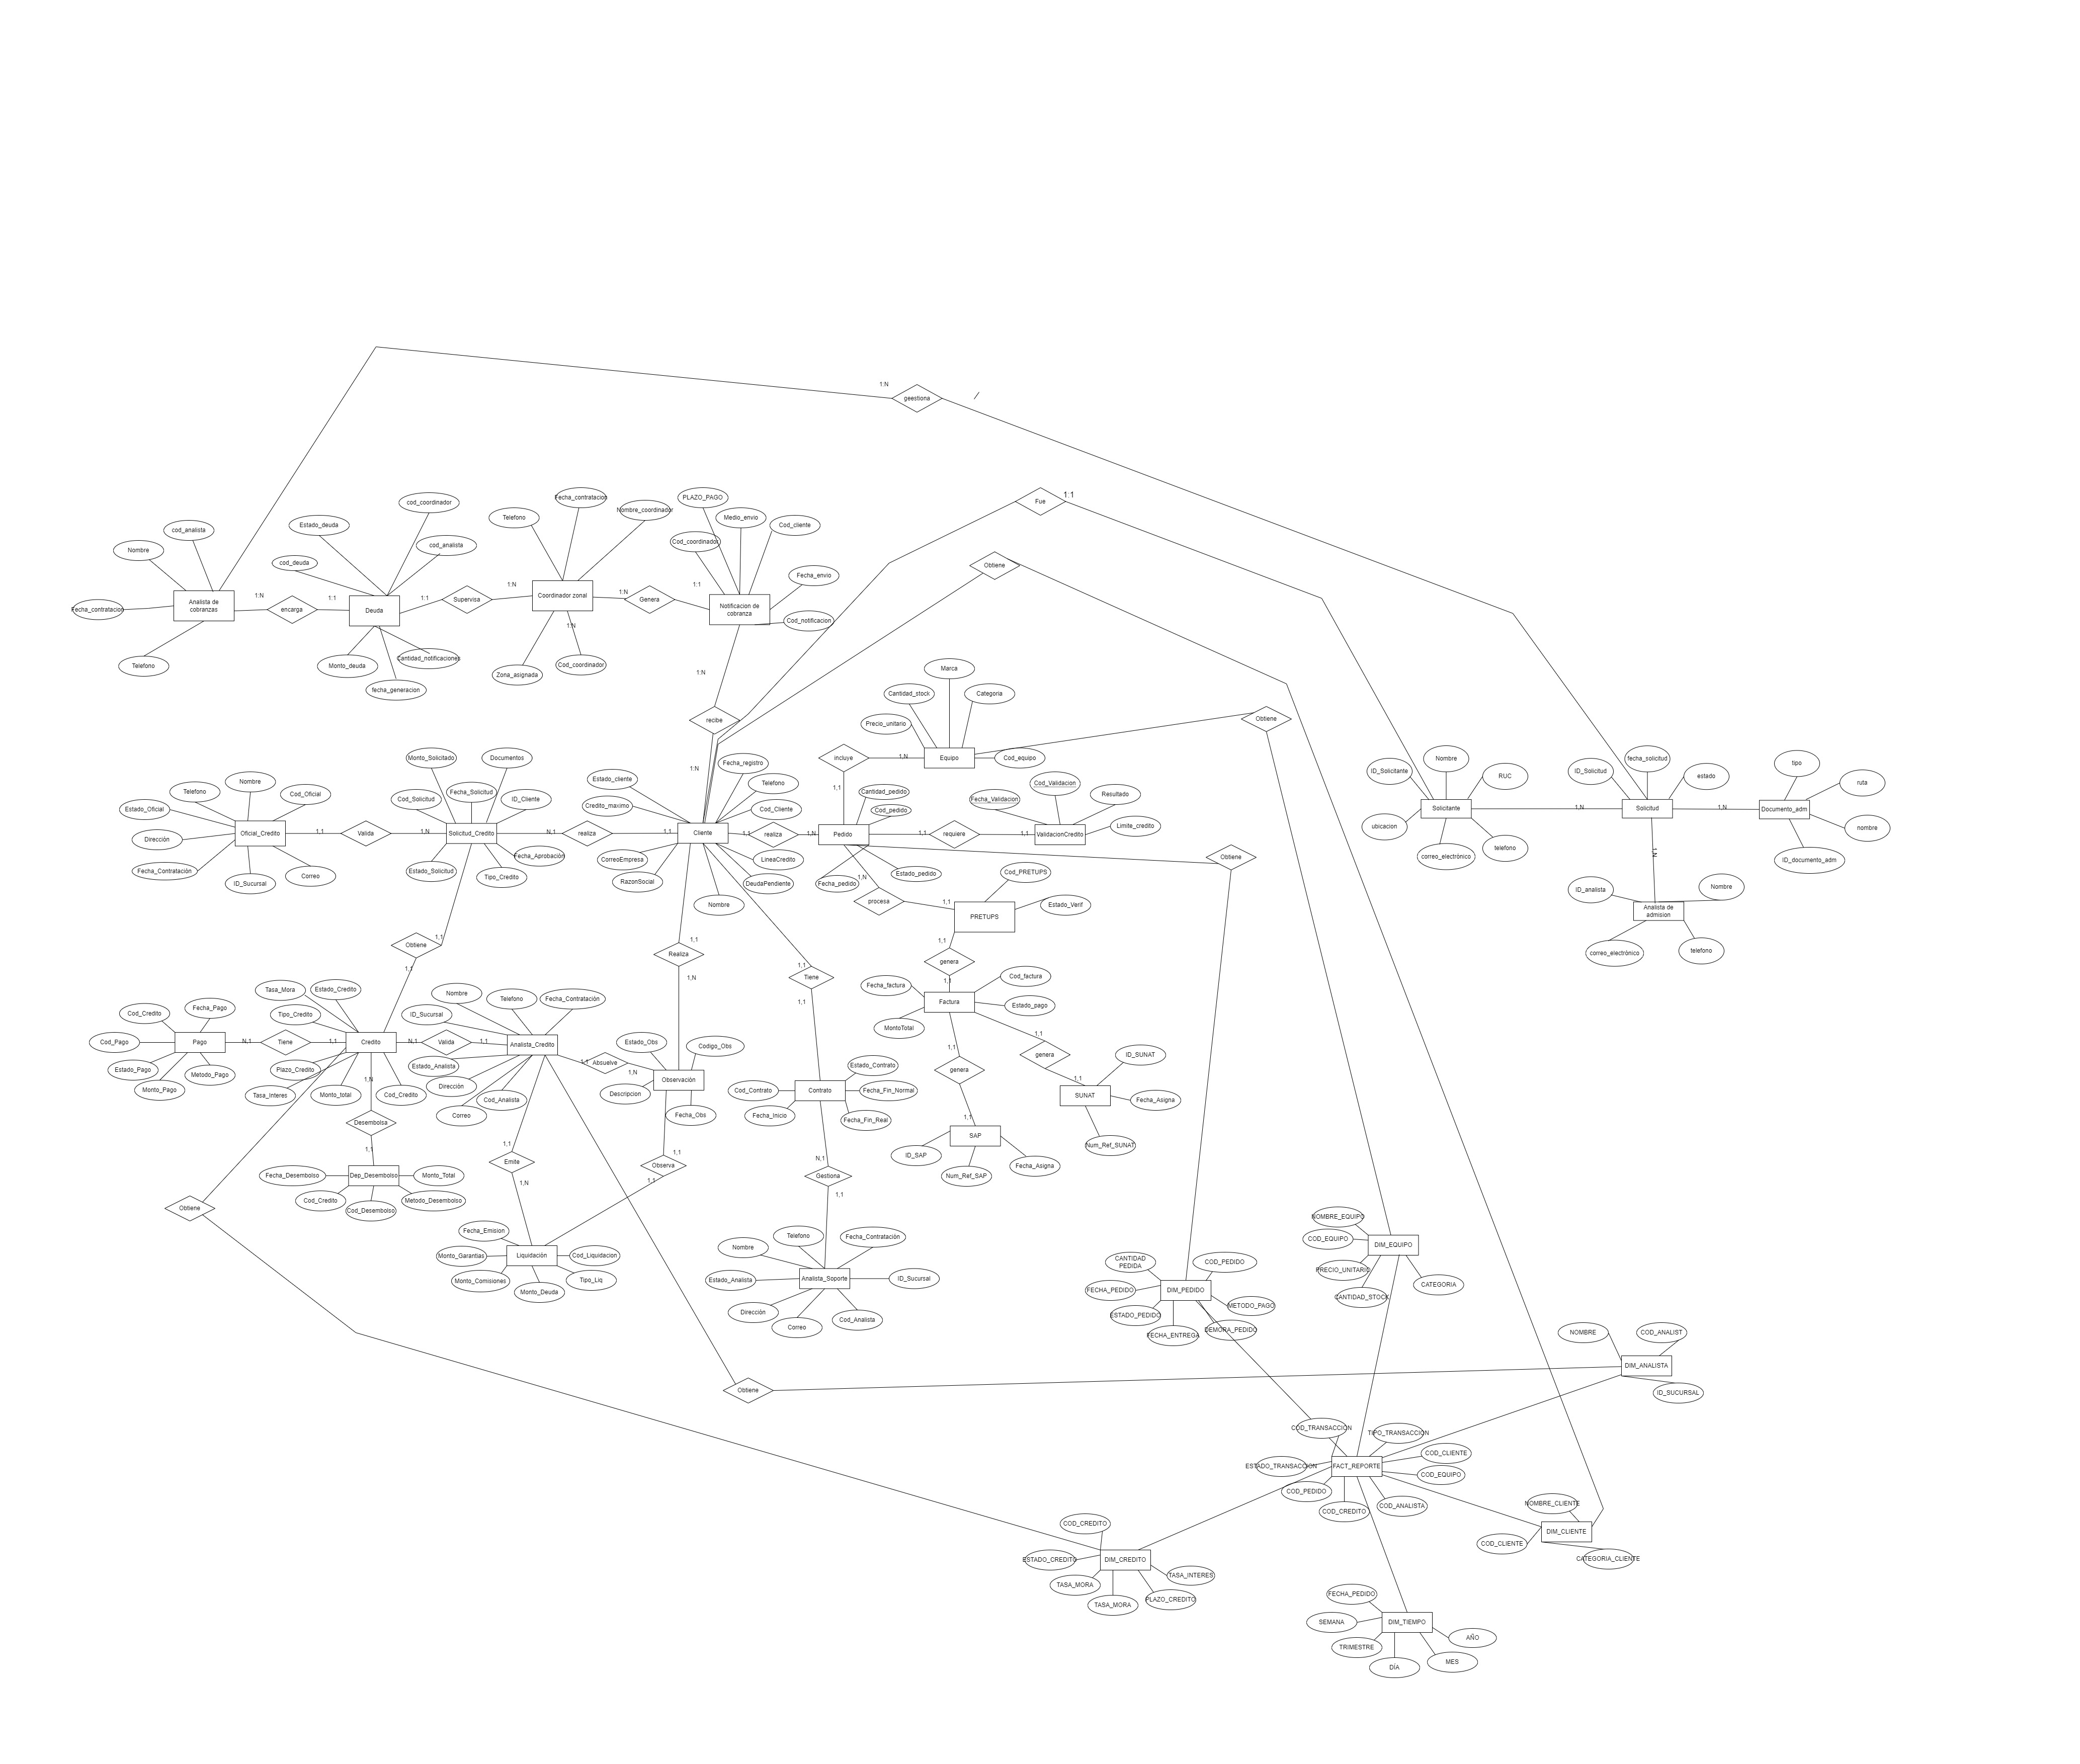 1:N
geestiona
/
Fue
1:1
Obtiene
cod_analista
Nombre
Fecha_contratacion
Telefono
Analista de
cobranzas
1:N
encarga
1:1
Estado_deuda
cod_coordinador
cod_deuda
cod_analista
Deuda
Monto_deuda
Cantidad_notificaciones
fecha_generacion
1:1
Supervisa
1:N
Telefono
Fecha_contratacion
Nombre_coordinador
Coordinador zonal
1:N
Zona_asignada
Cod_coordinador
1:N
Genera
1:1
PLAZO_PAGO
Medio_envio
Cod_cliente
Cod_coordinador
Fecha_envio
Notificacion de
cobranza
Cod_notificacion
1:N
recibe
1:N
Marca
Cantidad_stock
Categoria
Precio_unitario
Equipo
Cod_equipo
incluye
1,N
1,1
Obtiene
Telefono
Nombre
Cod_Oficial
Estado_Oficial
Dirección
Oficial_Credito
Fecha_Contratación
ID_Sucursal
Correo
1,1
Valida
1,N
Monto_Solicitado
Documentos
Fecha_Solicitud
Cod_Solicitud
ID_Cliente
Solicitud_Credito
Estado_Solicitud
Tipo_Credito
Fecha_Aprobación
N,1
realiza
1,1
Estado_cliente
Fecha_registro
Credito_maximo
Telefono
Cod_Cliente
Cliente
CorreoEmpresa
RazonSocial
LineaCredito
DeudaPendiente
Nombre
1,1
realiza
1,N
Cantidad_pedido
Cod_pedido
Pedido
Fecha_pedido
Estado_pedido
1,1
requiere
1,1
Fecha_Validacion
Cod_Validacion
Resultado
Limite_credito
ValidacionCredito
Obtiene
1,N
procesa
1,1
Cod_PRETUPS
Estado_Verif
PRETUPS
1,1
genera
1,1
Fecha_factura
Cod_factura
Factura
Estado_pago
MontoTotal
1,1
genera
1,1
1,1
genera
1,1
ID_SUNAT
SUNAT
Fecha_Asigna
Num_Ref_SUNAT
SAP
ID_SAP
Num_Ref_SAP
Fecha_Asigna
ID_Solicitante
Nombre
RUC
Solicitante
ubicacion
correo_electrónico
telefono
1,N
ID_Solicitud
fecha_solicitud
estado
Solicitud
1,N
tipo
ruta
Documento_adm
nombre
ID_documento_adm
1,N
ID_analista
Nombre
Analista de
admision
correo_electrónico
telefono
1,1
Obtiene
1,1
Cod_Credito
Fecha_Pago
Cod_Pago
Pago
Estado_Pago
Monto_Pago
Metodo_Pago
N,1
Tiene
1,1
Tasa_Mora
Estado_Credito
Tipo_Credito
Credito
Plazo_Credito
Tasa_Interes
Monto_total
Cod_Credito
N,1
Valida
1,1
1,N
Desembolsa
1,1
Fecha_Desembolso
Dep_Desembolso
Monto_Total
Cod_Credito
Cod_Desembolso
Metodo_Desembolso
Obtiene
Nombre
Telefono
Fecha_Contratación
ID_Sucursal
Analista_Credito
Estado_Analista
Dirección
Correo
Cod_Analista
1,1
Absuelve
1,N
1,1
Realiza
1,N
Estado_Obs
Codigo_Obs
Observación
Descripcion
Fecha_Obs
1,1
Observa
1,1
1,1
Emite
1,N
Fecha_Emision
Monto_Garantias
Liquidación
Cod_Liquidacion
Monto_Comisiones
Monto_Deuda
Tipo_Liq
1,1
Tiene
1,1
Cod_Contrato
Contrato
Estado_Contrato
Fecha_Fin_Normal
Fecha_Inicio
Fecha_Fin_Real
N,1
Gestiona
1,1
Nombre
Telefono
Fecha_Contratación
Estado_Analista
Analista_Soporte
ID_Sucursal
Dirección
Correo
Cod_Analista
Obtiene
CANTIDAD
PEDIDA
COD_PEDIDO
FECHA_PEDIDO
DIM_PEDIDO
ESTADO_PEDIDO
METODO_PAGO
FECHA_ENTREGA
DEMORA_PEDIDO
NOMBRE_EQUIPO
COD_EQUIPO
DIM_EQUIPO
PRECIO_UNITARIO
CANTIDAD_STOCK
CATEGORIA
NOMBRE
COD_ANALIST
DIM_ANALISTA
ID_SUCURSAL
COD_TRANSACCIÓN
TIPO_TRANSACCION
COD_CLIENTE
ESTADO_TRANSACCION
FACT_REPORTE
COD_EQUIPO
COD_PEDIDO
COD_CREDITO
COD_ANALISTA
NOMBRE_CLIENTE
COD_CLIENTE
DIM_CLIENTE
CATEGORIA_CLIENTE
COD_CREDITO
ESTADO_CREDITO
DIM_CREDITO
TASA_MORA
TASA_MORA
PLAZO_CREDITO
TASA_INTERES
FECHA_PEDIDO
SEMANA
DIM_TIEMPO
TRIMESTRE
DÍA
MES
AÑO